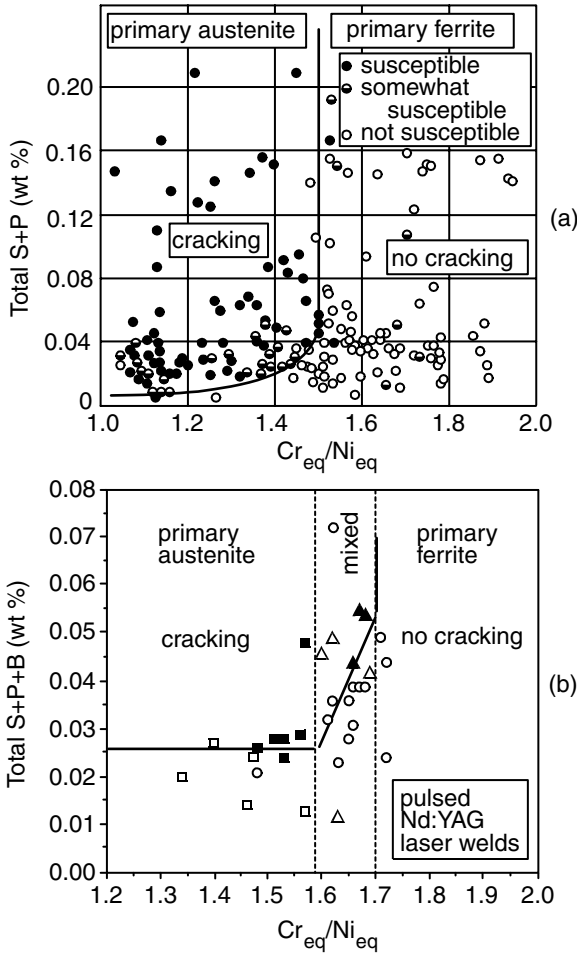 primary austenite
primary ferrite
susceptible
somewhat
susceptible
not susceptible
cracking
no cracking
Total S+P (wt %)
0.20
0.16
0.12
0.08
0.04
0
1.0
1.2
1.4
1.6
1.8
2.0
Creq/Nieq
(a)
0.08
0.07
0.06
0.05
0.04
0.03
0.02
0.01
0.00
Total S+P+B (wt %)
primary
austenite
mixed
primary
ferrite
cracking
no cracking
pulsed
Nd:YAG
laser welds
1.2
1.3
1.4
1.5
1.6
1.7
1.8
1.9
2.0
Creq/Nieq
(b)